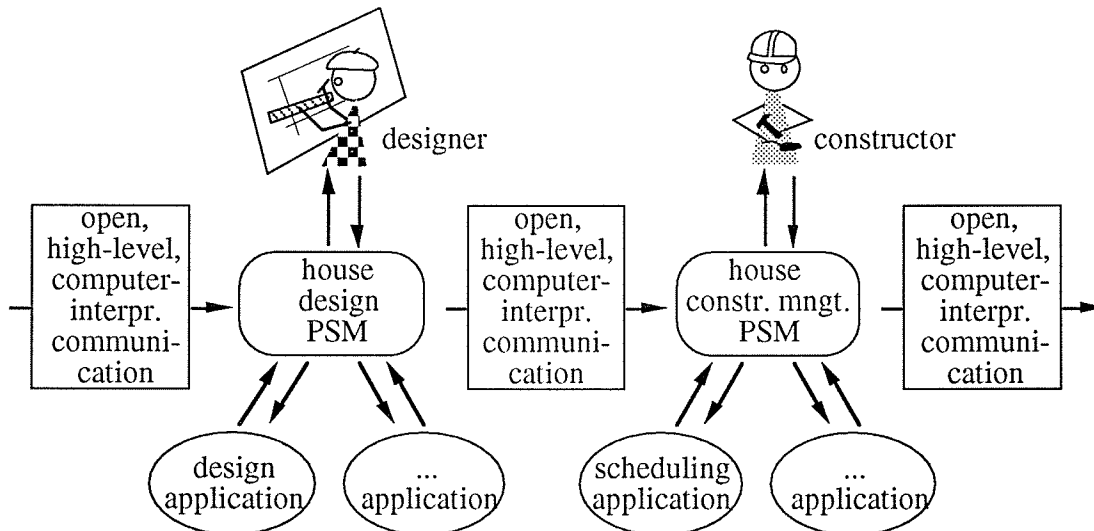 designer
constructor
open,
high-level,
computer-
interpr.
communi-
cation
house
design
PSM
open,
high-level,
computer-
interpr.
communi-
cation
house
constr. mngt.
PSM
open,
high-level,
computer-
interpr.
communi-
cation
design
application
...
application
scheduling
application
...
application